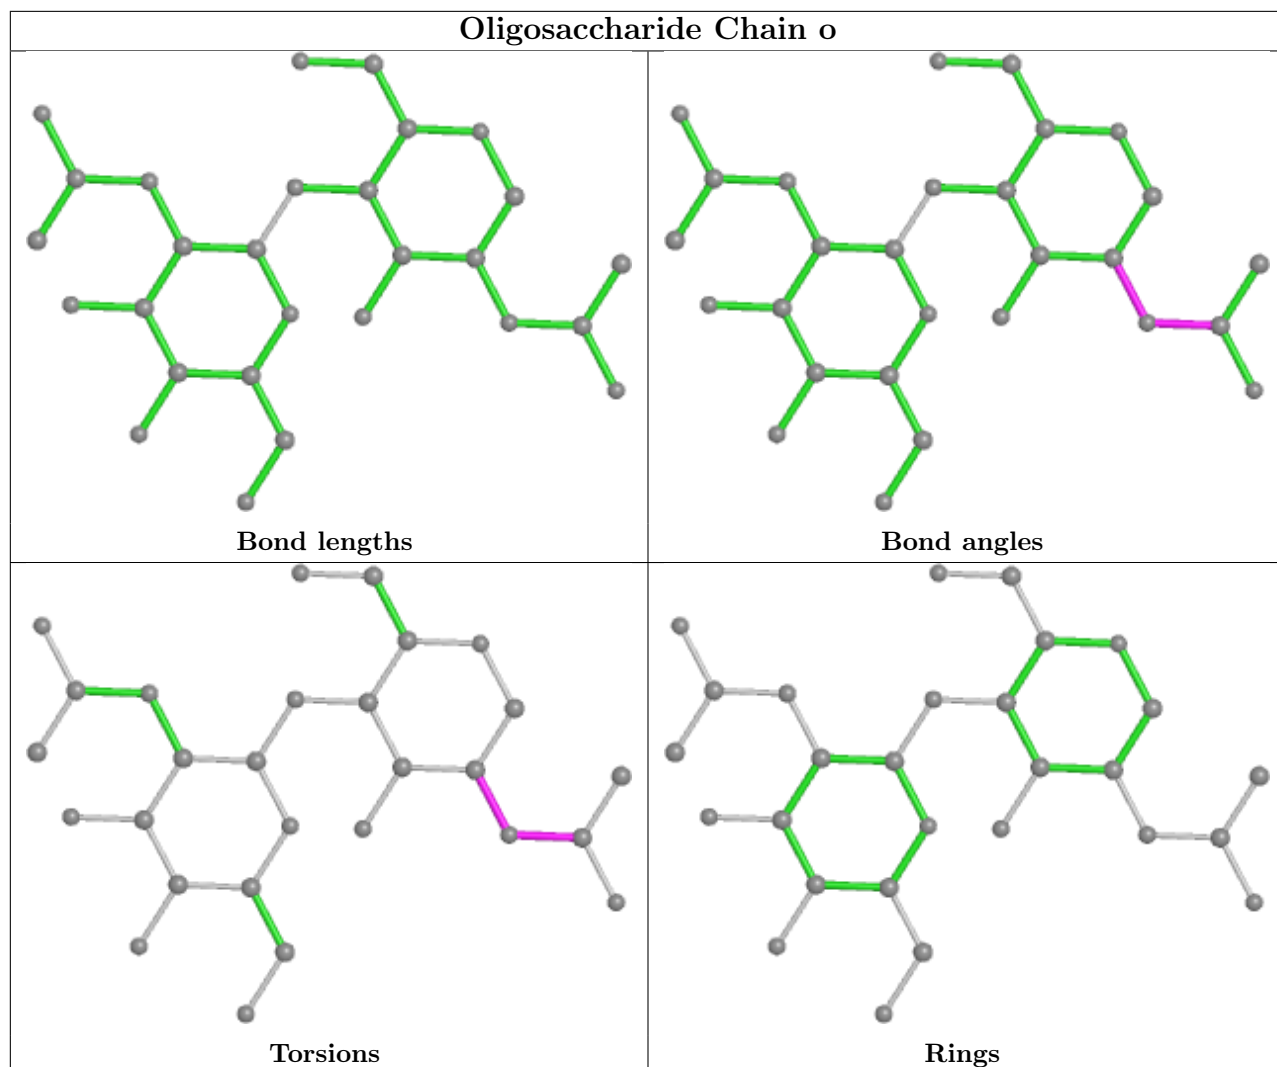 Oligosaccharide Chain o
Bond lengths
Bond angles
Torsions
Rings